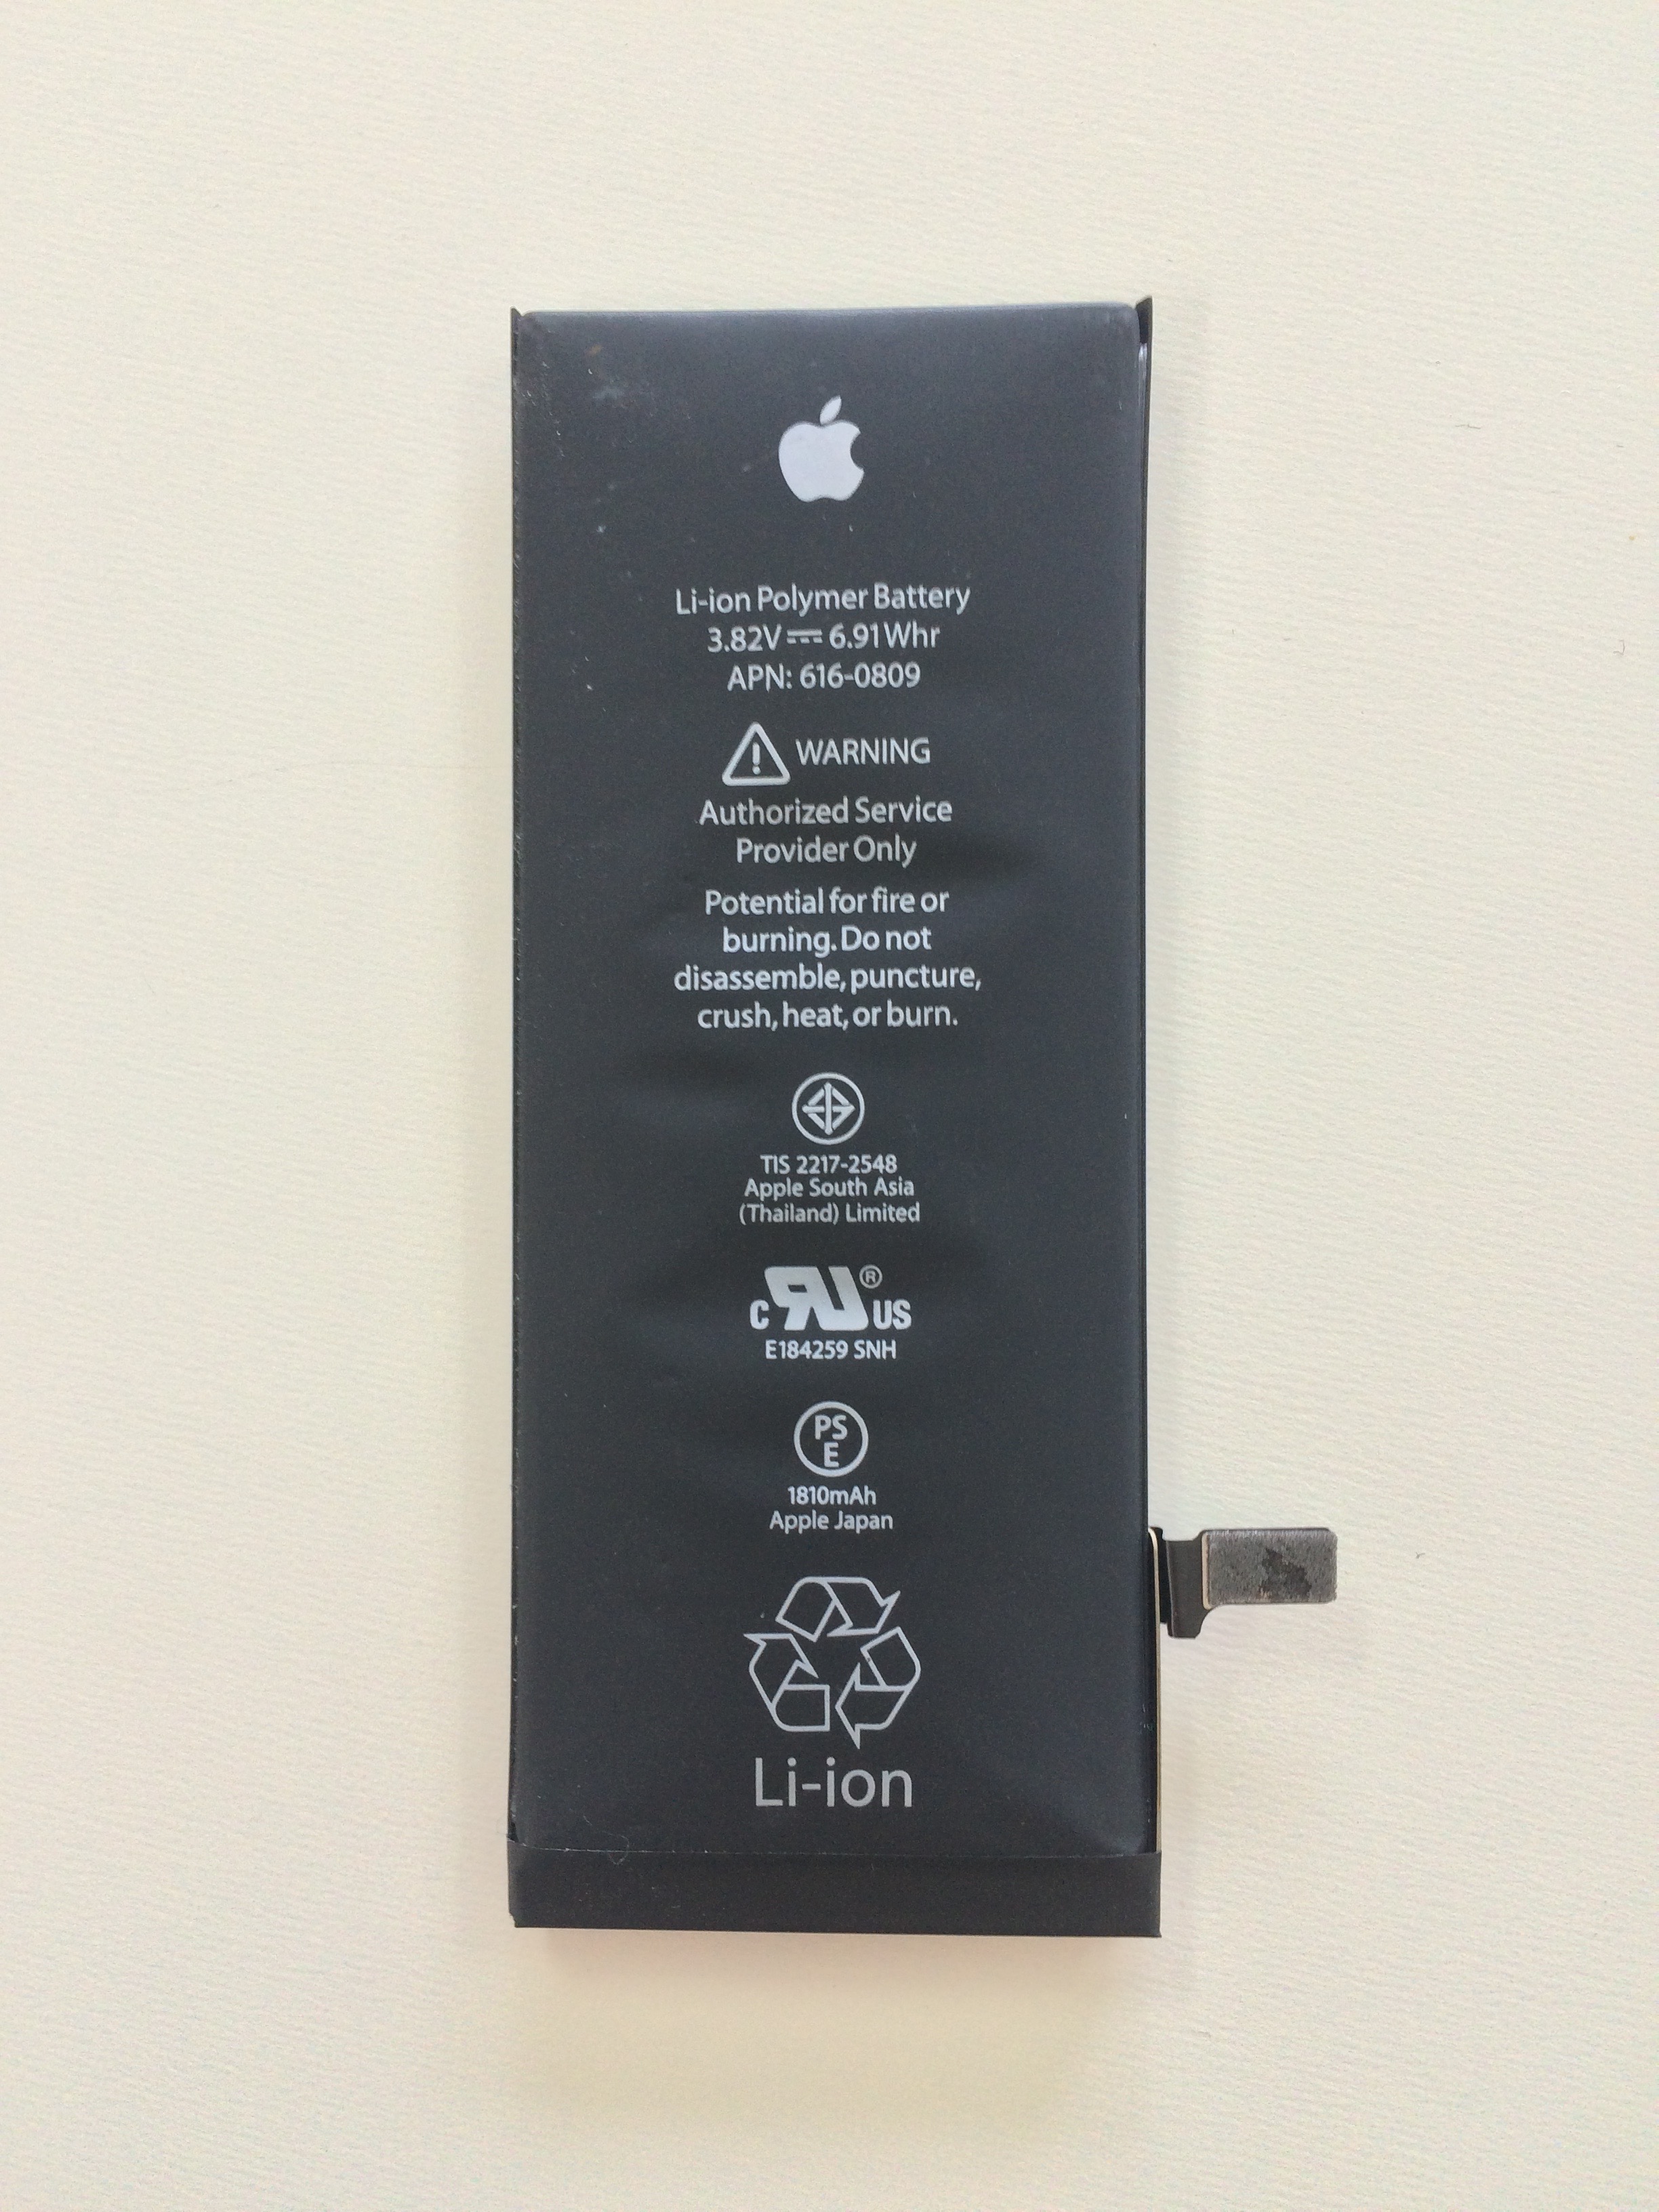 Li-ion Polymer Battery
3.82V⎓6.91Whr
APN: 616-0809
WARNING
Authorized Service
Provider Only
Potential for fire or
burning. Do not
disassemble, puncture,
crush, heat, or burn.
TIS 2217-2548
Apple South Asia
(Thailand) Limited
C RU® US
E184259 SNH
PS
E
1810mAh
Apple Japan
Li-ion